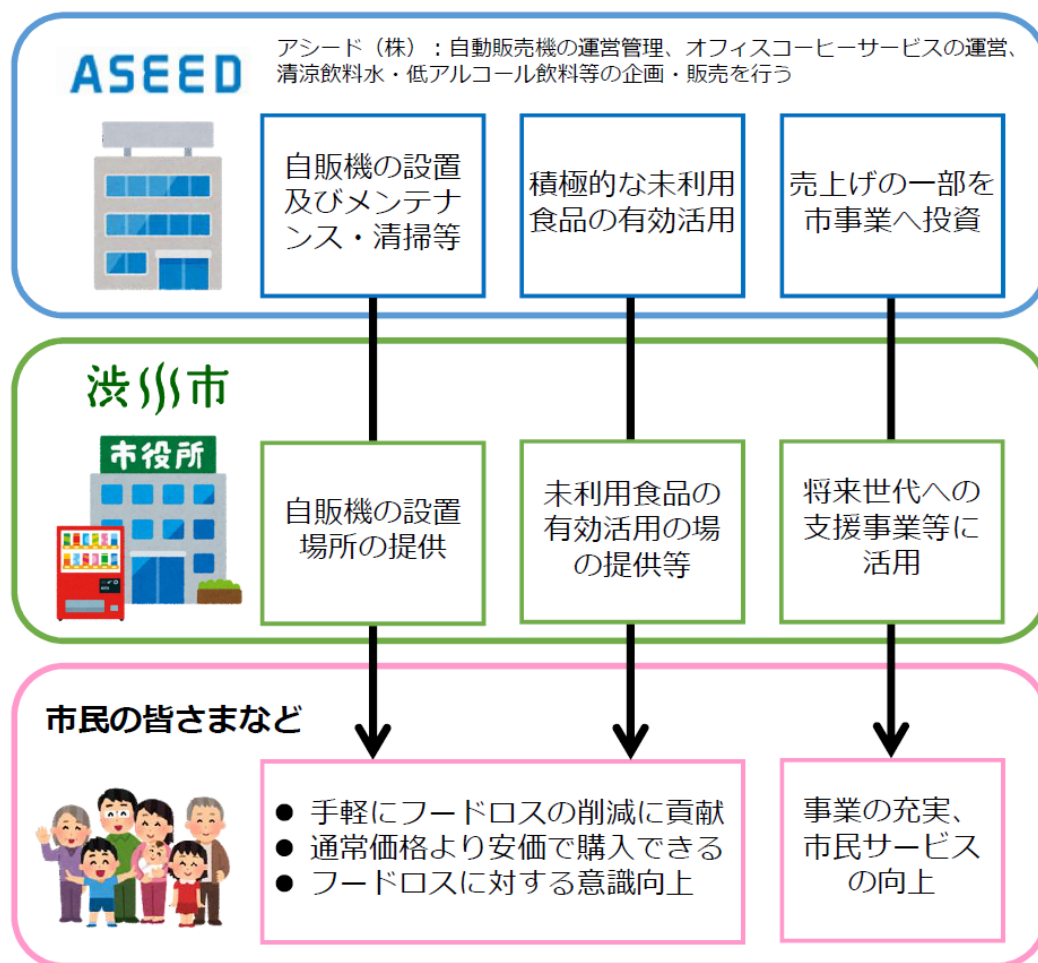 ASEED
アシード（株）：自動販売機の運営管理、オフィスコーヒーサービスの運営、
清涼飲料水・低アルコール飲料等の企画・販売を行う
自販機の設置
及びメンテナ
ンス・清掃等
積極的な未利用
食品の有効活用
売上げの一部を
市事業へ投資
渋川市
市役所
自販機の設置
場所の提供
未利用食品の
有効活用の場
の提供等
将来世代への
支援事業等に
活用
市民の皆さまなど
● 手軽にフードロスの削減に貢献
● 通常価格より安価で購入できる
● フードロスに対する意識向上
事業の充実、
市民サービス
の向上